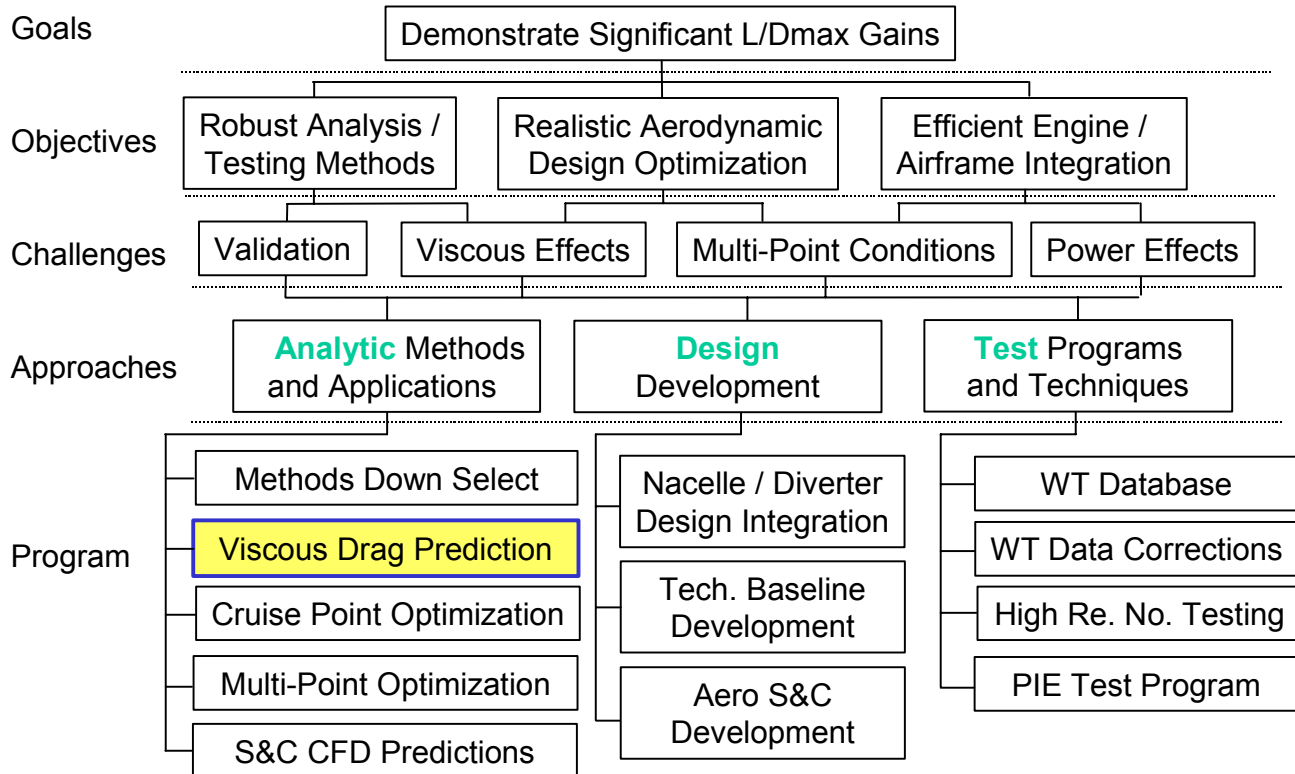 Goals
Demonstrate Significant L/Dmax Gains
Objectives
Robust Analysis /
Testing Methods
Realistic Aerodynamic
Design Optimization
Efficient Engine /
Airframe Integration
Challenges
Validation
Viscous Effects
Multi-Point Conditions
Power Effects
Approaches
Analytic Methods
and Applications
Design
Development
Test Programs
and Techniques
Program
Methods Down Select
Viscous Drag Prediction
Cruise Point Optimization
Multi-Point Optimization
S&C CFD Predictions
Nacelle / Diverter
Design Integration
Tech. Baseline
Development
Aero S&C
Development
WT Database
WT Data Corrections
High Re. No. Testing
PIE Test Program